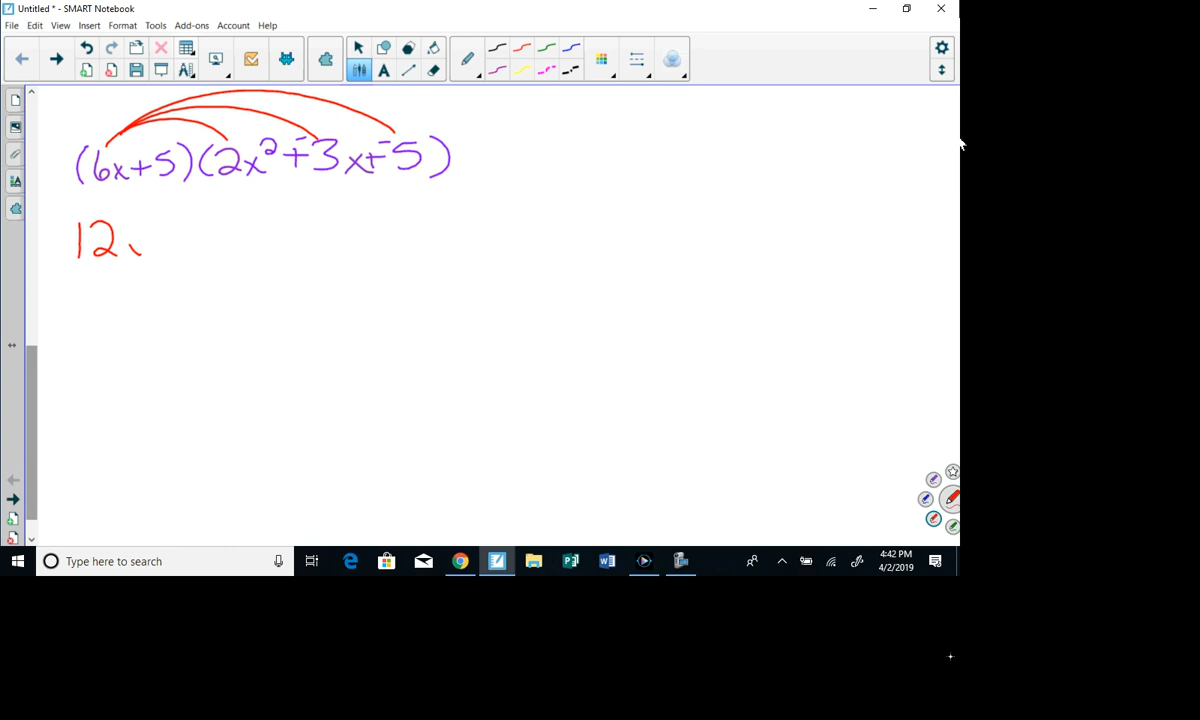 Untitled * - SMART Notebook
File Edit View Insert Format Tools Add-ons Account Help
(6x+5)(2x²+⁻3x+⁻5)
12
Type here to search
4:42 PM
4/2/2019